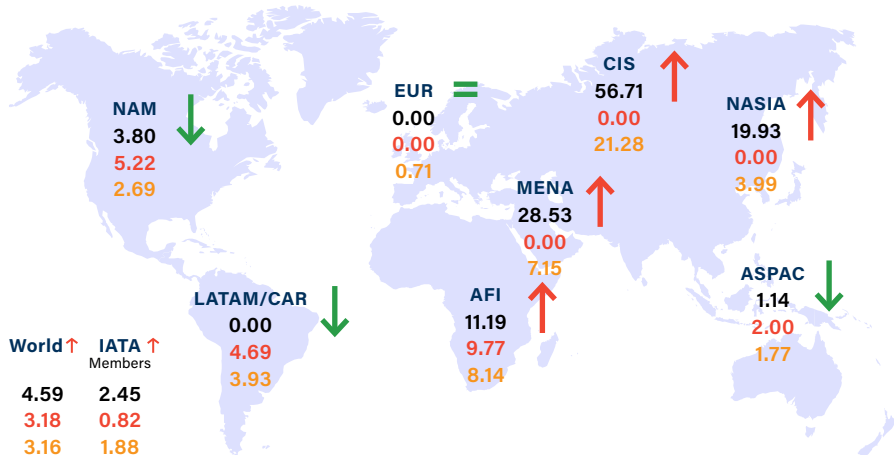 NAM
3.80
5.22
2.69
EUR =
0.00
0.00
0.71
CIS
56.71
0.00
21.28
NASIA
19.93
0.00
3.99
MENA
28.53
0.00
7.15
LATAM/CAR
0.00
4.69
3.93
AFI
11.19
9.77
8.14
ASPAC
1.14
2.00
1.77
World↑ IATA ↑
Members
4.59 2.45
3.18 0.82
3.16 1.88